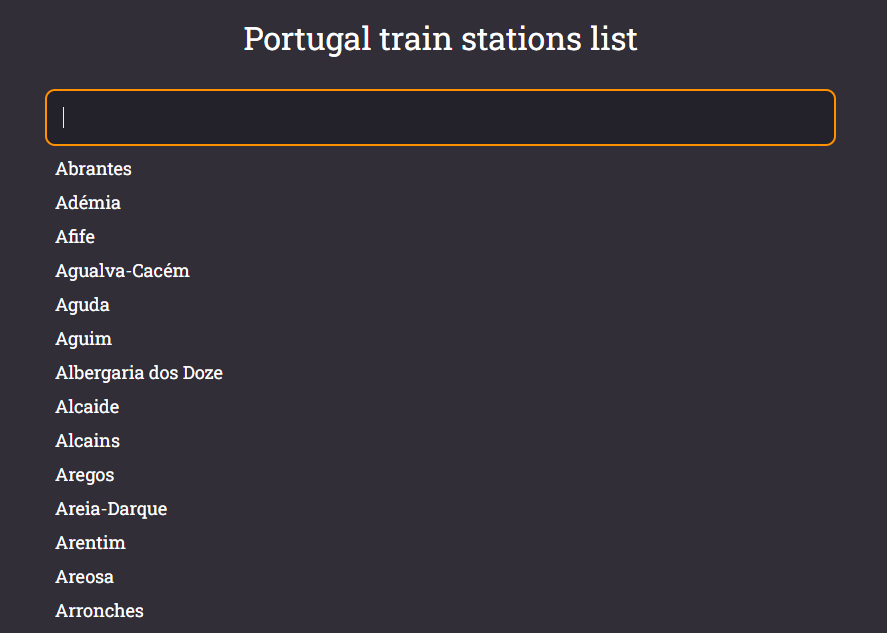 Portugal train stations list
Abrantes
Adémia
Afife
Agualva-Cacém
Aguda
Aguim
Albergaria dos Doze
Alcaide
Alcains
Aregos
Areia-Darque
Arentim
Areosa
Arronches